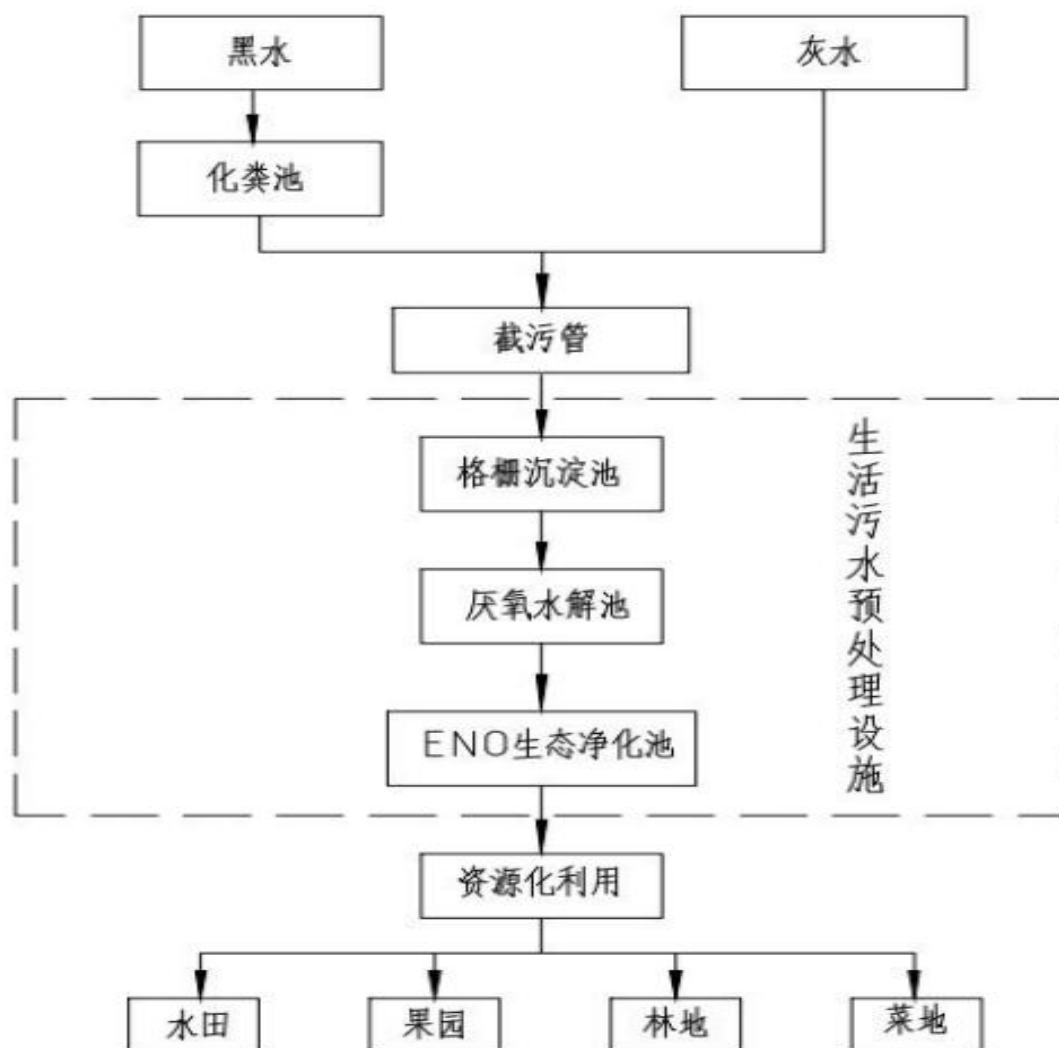 黑水
灰水
化粪池
截污管
格栅沉淀池
生活污水预处理设施
厌氧水解池
ENO生态净化池
资源化利用
水田
果园
林地
菜地